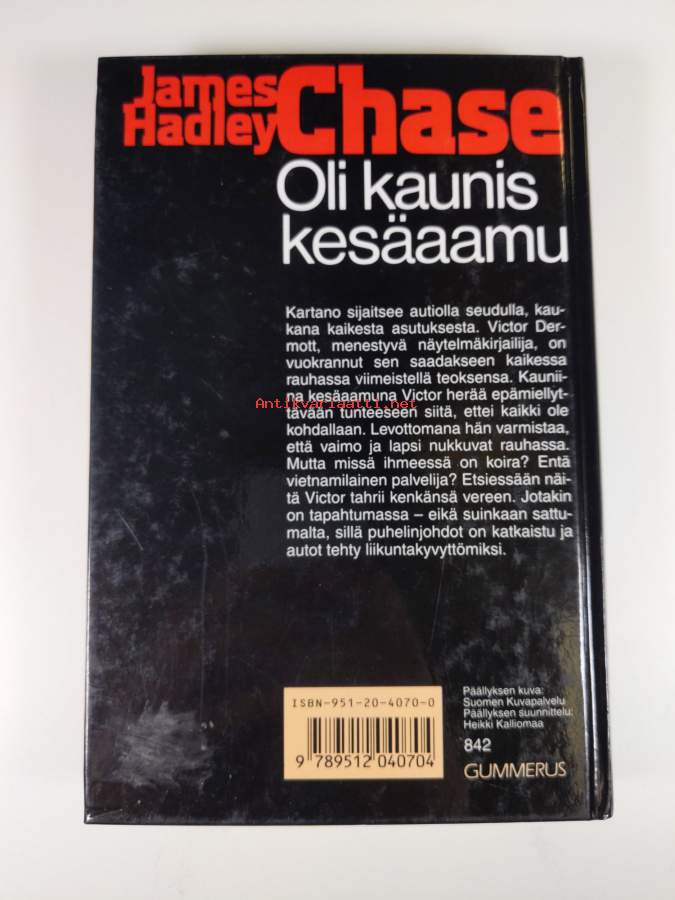 James
Hadley Chase
Oli kaunis
kesäaaamu
Kartano sijaitsee autiolla seudulla, kau-
kana kaikesta asutuksesta. Victor Der-
mott, menestyvä näytelmäkirjailija, on
vuokrannut sen saadakseen kaikessa
rauhassa viimeistellä teoksensa. Kaunii-
na kesäaamuna Victor herää epämiellyt-
Antikvariaatti.net
tävään tunteeseen siitä, ettei kaikki ole
kohdallaan. Levottomana hän varmistaa,
että vaimo ja lapsi nukkuvat rauhassa.
Mutta missä ihmeessä on koira? Entä
vietnamilainen palvelija? Etsiessään näi-
tä Victor tahrii kenkänsä vereen. Jotakin
on tapahtumassa – eikä suinkaan sattu-
malta, sillä puhelinjohdot on katkaistu ja
autot tehty liikuntakyvyttömiksi.
ISBN-951-20-4070-0
9 789512 040704
Päällyksen kuva:
Suomen Kuvapalvelu
Päällyksen suunnittelu:
Heikki Kalliomaa
842
GUMMERUS